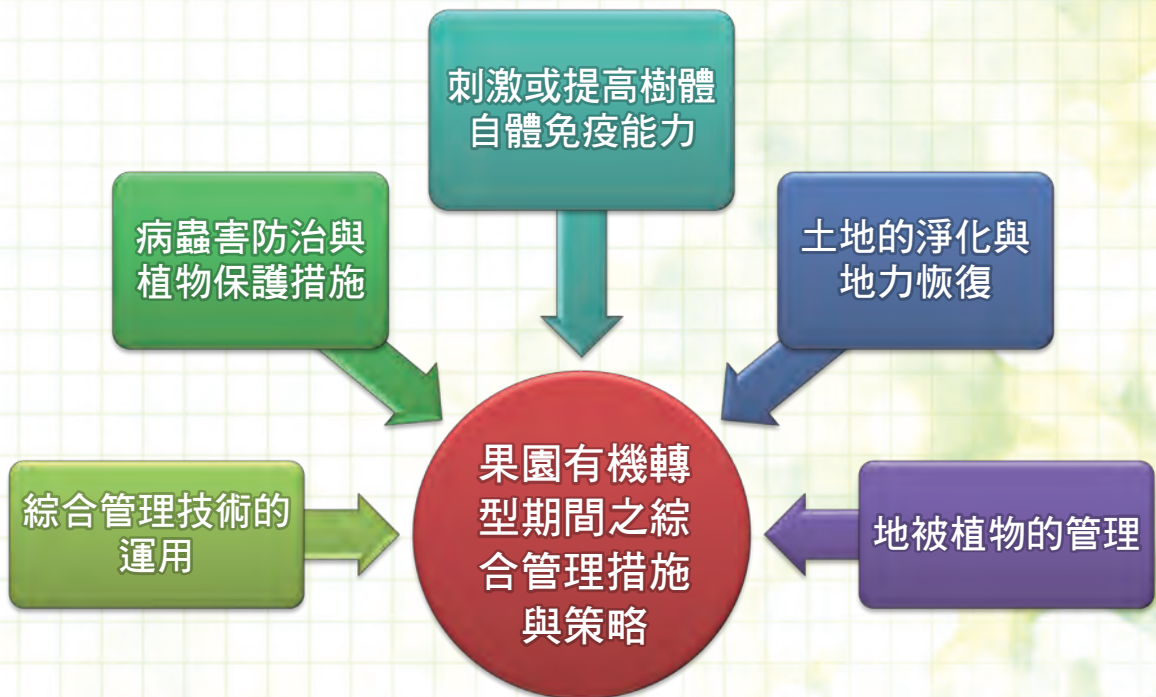 刺激或提高樹體
自體免疫能力
病蟲害防治與
植物保護措施
土地的淨化與
地力恢復
綜合管理技術的
運用
果園有機轉
型期間之綜
合管理措施
與策略
地被植物的管理